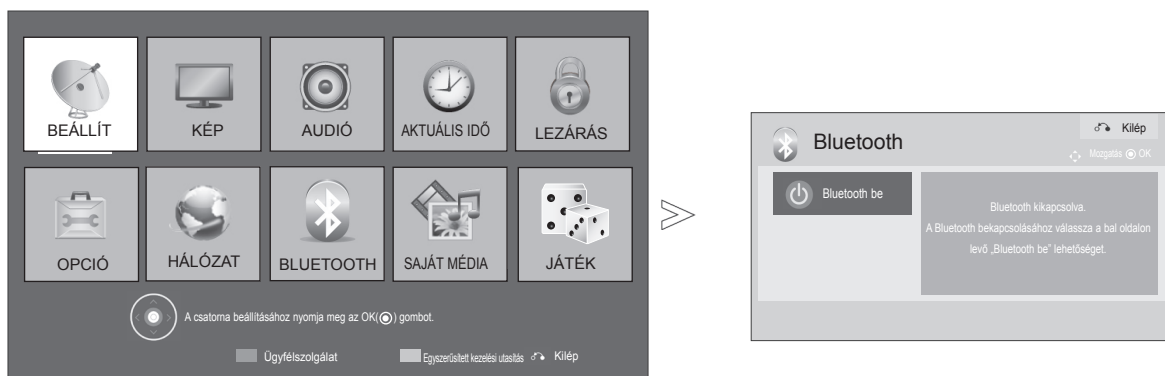 BEÁLLÍT
KÉP
AUDIÓ
AKTUÁLIS IDŐ
LEZÁRÁS
OPCIÓ
HÁLÓZAT
BLUETOOTH
SAJÁT MÉDIA
JÁTÉK
A csatorna beállításához nyomja meg az OK(◉) gombot.
Ügyfélszolgálat
Egyszerűsített kezelési utasítás
Kilép
Bluetooth
Kilép
Mozgatás ◉ OK
Bluetooth be
Bluetooth kikapcsolva.
A Bluetooth bekapcsolásához válassza a bal oldalon
levő „Bluetooth be” lehetőséget.